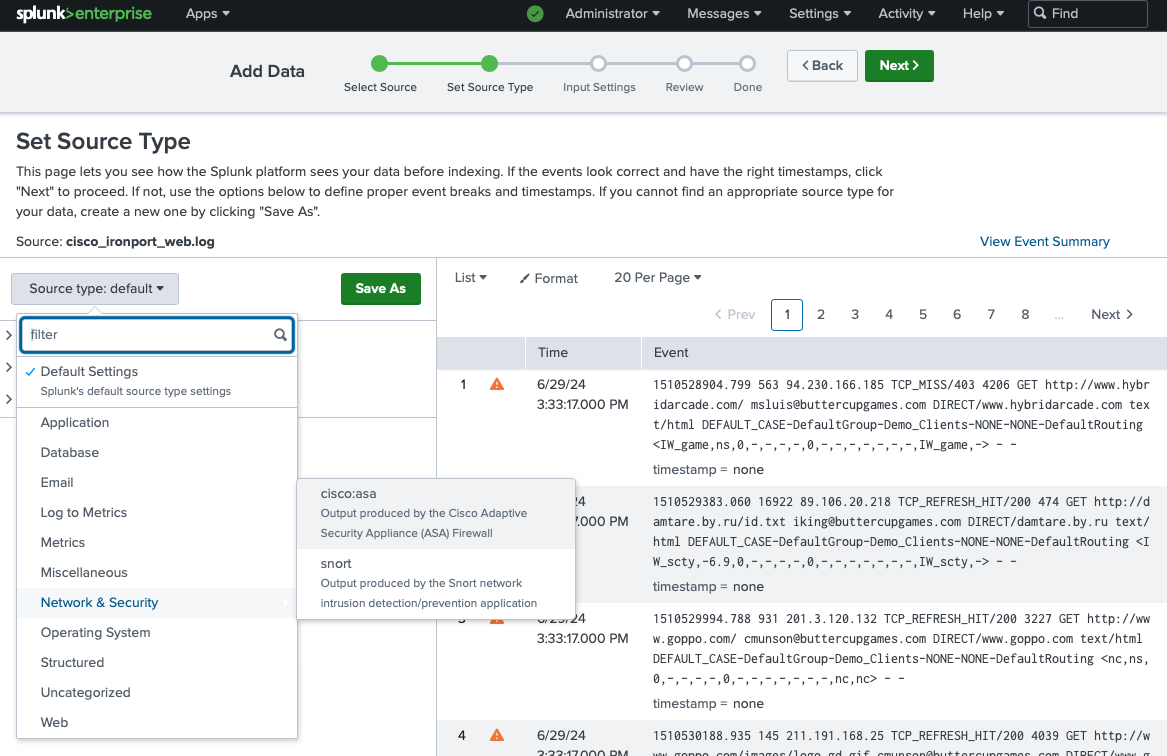 splunk>enterprise Apps Administrator Messages Settings Activity Help Find
Add Data
Select Source Set Source Type Input Settings Review Done
Back Next
Set Source Type
This page lets you see how the Splunk platform sees your data before indexing. If the events look correct and have the right timestamps, click
"Next" to proceed. If not, use the options below to define proper event breaks and timestamps. If you cannot find an appropriate source type for
your data, create a new one by clicking "Save As".
Source: cisco_ironport_web.log
View Event Summary
Source type: default
Save As
filter
Default Settings
Splunk's default source type settings
Application
Database
Email
Log to Metrics
Metrics
Miscellaneous
Network & Security
Operating System
Structured
Uncategorized
Web
cisco:asa
Output produced by the Cisco Adaptive
Security Appliance (ASA) Firewall
snort
Output produced by the Snort network
intrusion detection/prevention application
List Format 20 Per Page
Prev 1 2 3 4 5 6 7 8 ... Next
Time Event
1 6/29/24
3:33:17.000 PM
1510528904.799 563 94.230.166.185 TCP_MISS/403 4206 GET http://www.hybr
idarcade.com/ msluis@buttercupgames.com DIRECT/www.hybridarcade.com tex
t/html DEFAULT_CASE-DefaultGroup-Demo_Clients-NONE-NONE-DefaultRouting
<IW_game,ns,0,-,-,-,-,0,-,-,-,-,-,-,-,IW_game,-> - -
timestamp = none
24
7.000 PM
1510529383.060 16922 89.106.20.218 TCP_REFRESH_HIT/200 474 GET http://d
amtare.by.ru/id.txt iking@buttercupgames.com DIRECT/damtare.by.ru text/
html DEFAULT_CASE-DefaultGroup-Demo_Clients-NONE-NONE-DefaultRouting <I
W_scty,-6.9,0,-,-,-,-,0,-,-,-,-,-,-,-,IW_scty,-> - -
timestamp = none
3 6/29/24
3:33:17.000 PM
1510529994.788 931 201.3.120.132 TCP_REFRESH_HIT/200 3227 GET http://ww
w.goppo.com/ cmunson@buttercupgames.com DIRECT/www.goppo.com text/html
DEFAULT_CASE-DefaultGroup-Demo_Clients-NONE-NONE-DefaultRouting <nc,ns,
0,-,-,-,-,0,-,-,-,-,-,-,-,nc,nc> - -
timestamp = none
4 6/29/24
3:33:17.000 PM
1510530188.935 145 211.191.168.25 TCP_REFRESH_HIT/200 4039 GET http://w
ww.goppo.com/images/logo_gd.gif cmunson@buttercupgames.com DIRECT/www.g